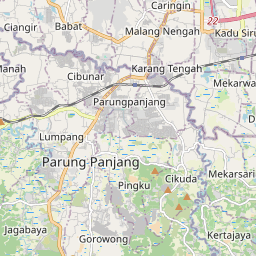 Caringin
Ciangir
Babat
Malang Nengah
22
Kadu Siru
Manah
Cibunar
Karang Tengah
Mekarwa
Parungpanjang
Lumpang
Parung Panjang
Cikuda
Mekarsari
Pingku
Jagabaya
Gorowong
Kertajaya